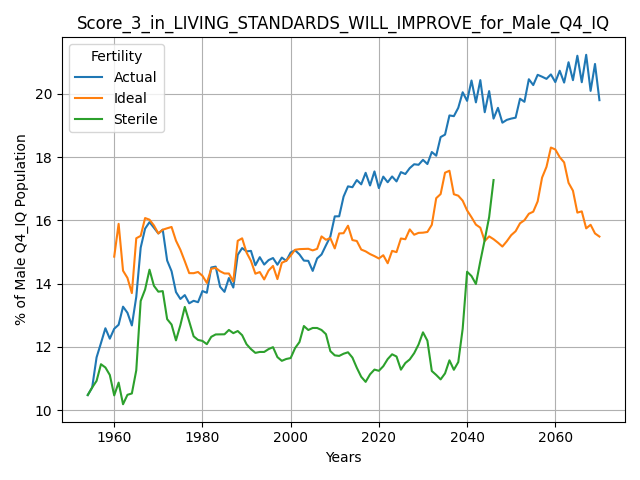 Score_3_in_LIVING_STANDARDS_WILL_IMPROVE_for_Male_Q4_IQ
Fertility
Actual
Ideal
Sterile
% of Male Q4_IQ Population
20
18
16
14
12
10
1960 1980 2000 2020 2040 2060
Years